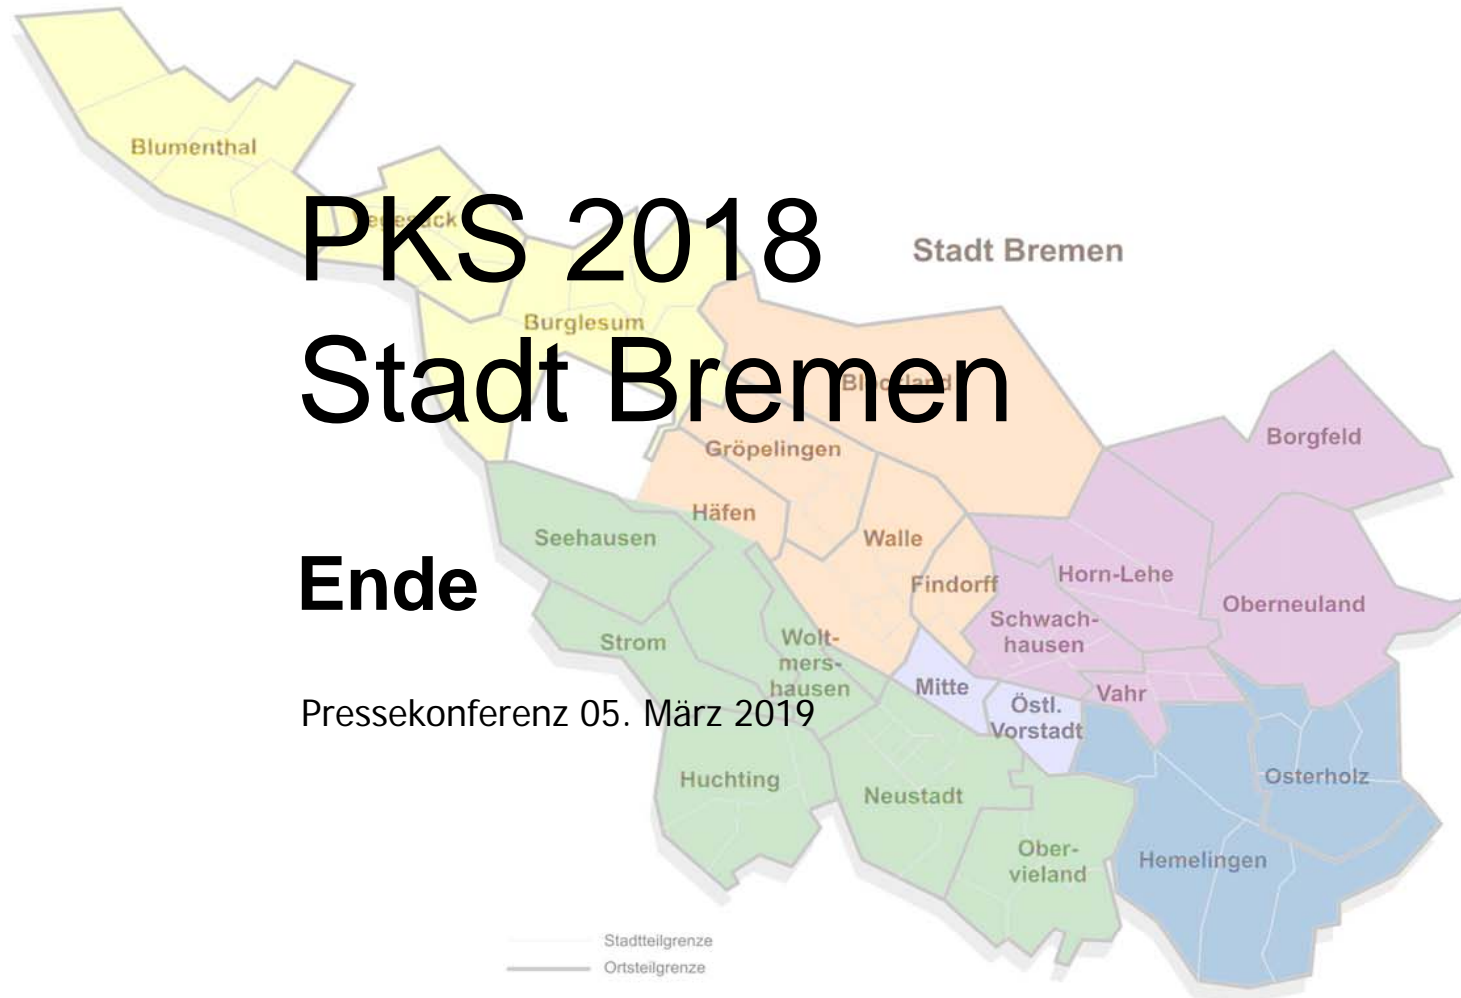 Blumenthal
Vegesack
PKS 2018
Stadt Bremen
Burglesum
Stadt Bremen
Blockland
Borgfeld
Gröpelingen
Häfen
Seehausen
Walle
Ende
Findorff
Horn-Lehe
Oberneuland
Schwach-
hausen
Strom
Wolt-
mers-
hausen
Mitte
Östl.
Vorstadt
Vahr
Pressekonferenz 05. März 2019
Huchting
Neustadt
Osterholz
Ober-
vieland
Hemelingen
Stadtteilgrenze
Ortsteilgrenze